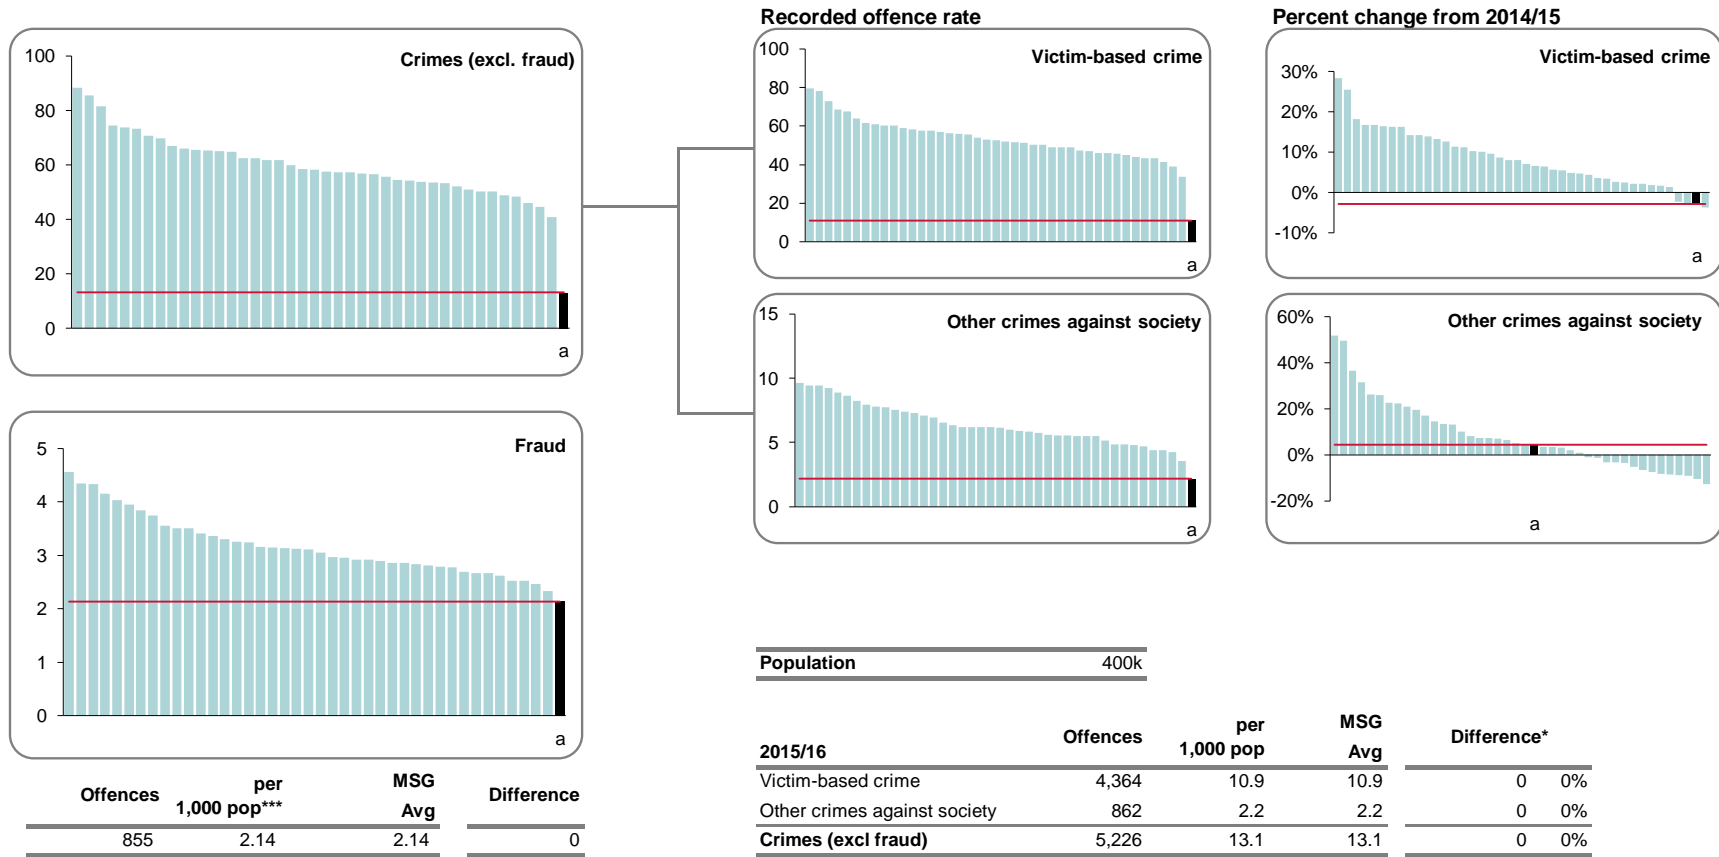 Recorded offence rate
Percent change from 2014/15
Crimes (excl. fraud)
100
80
60
40
20
0
a
Victim-based crime
100
80
60
40
20
0
a
Victim-based crime
30%
20%
10%
0%
-10%
a
Other crimes against society
15
10
5
0
a
Other crimes against society
60%
40%
20%
0%
-20%
a
Fraud
5
4
3
2
1
0
a
Offences per 1,000 pop*** MSG Avg Difference
855 2.14 2.14 0
Population 400k
2015/16 Offences per 1,000 pop MSG Avg Difference*
Victim-based crime 4,364 10.9 10.9 0 0%
Other crimes against society 862 2.2 2.2 0 0%
Crimes (excl fraud) 5,226 13.1 13.1 0 0%